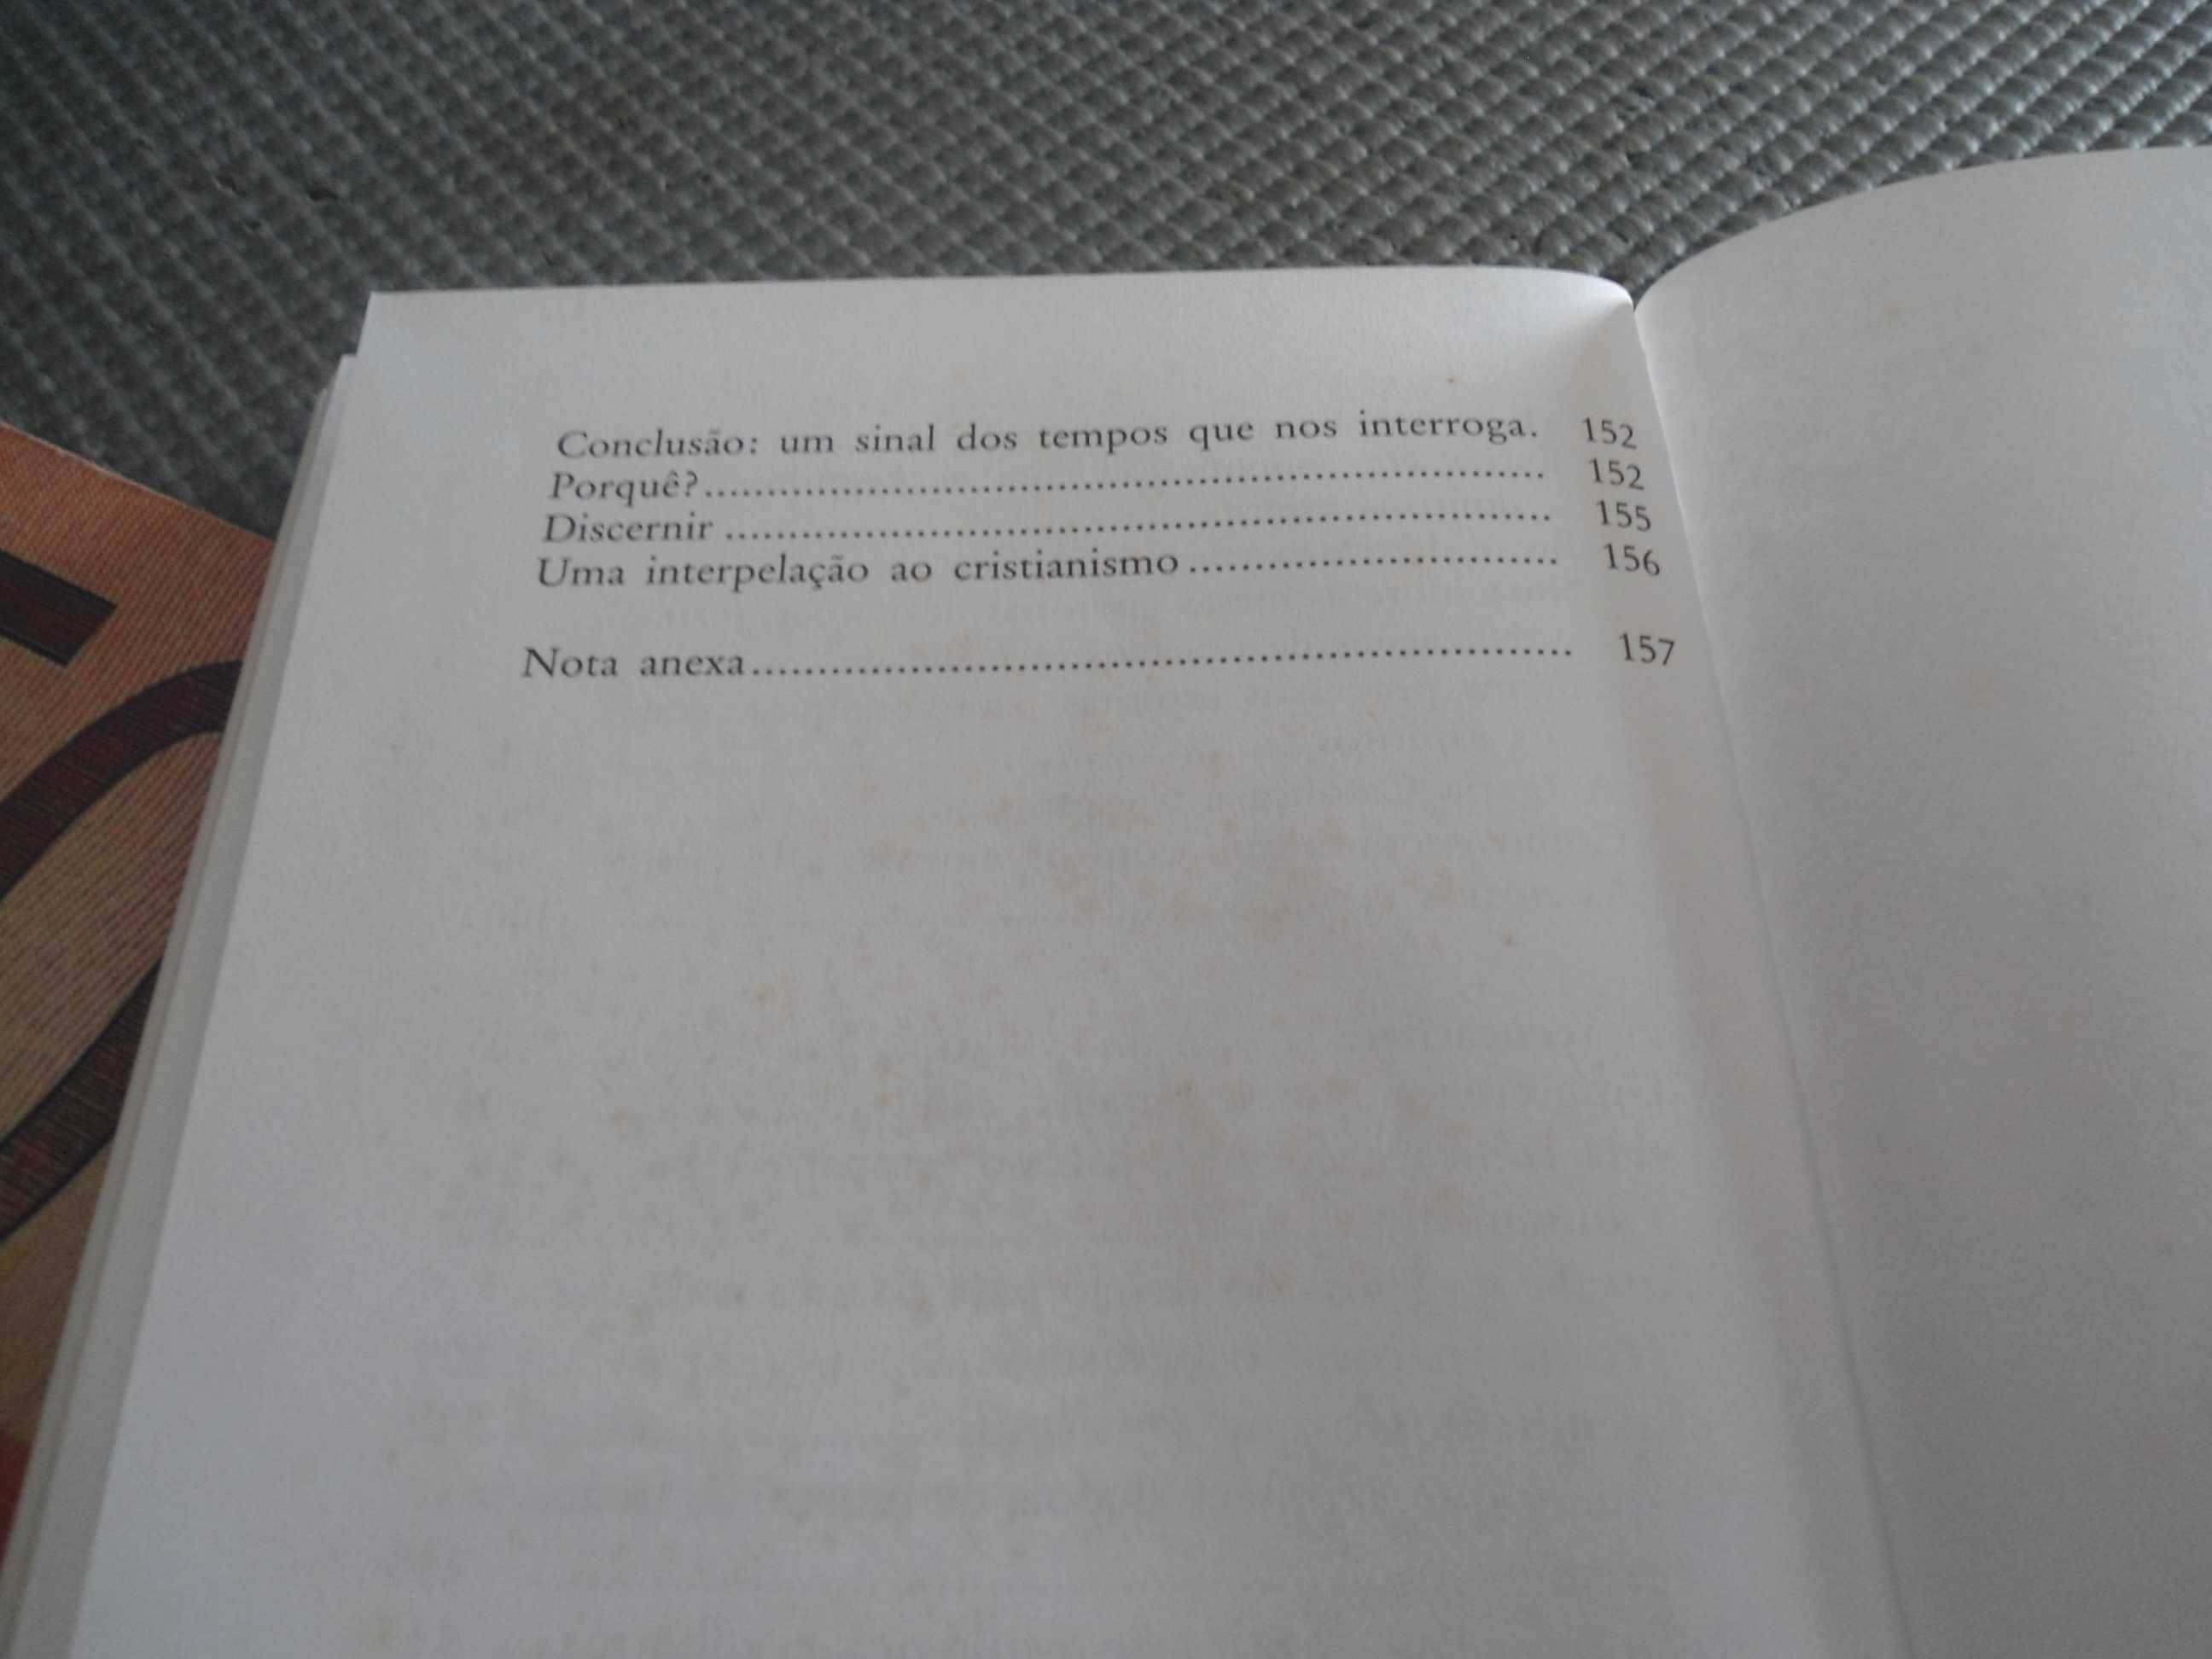 Conclusão: um sinal dos tempos que nos interroga. 152
Porquê?.................................................................... 152
Discernir .................................................................. 155
Uma interpelação ao cristianismo............................. 156
Nota anexa................................................................ 157